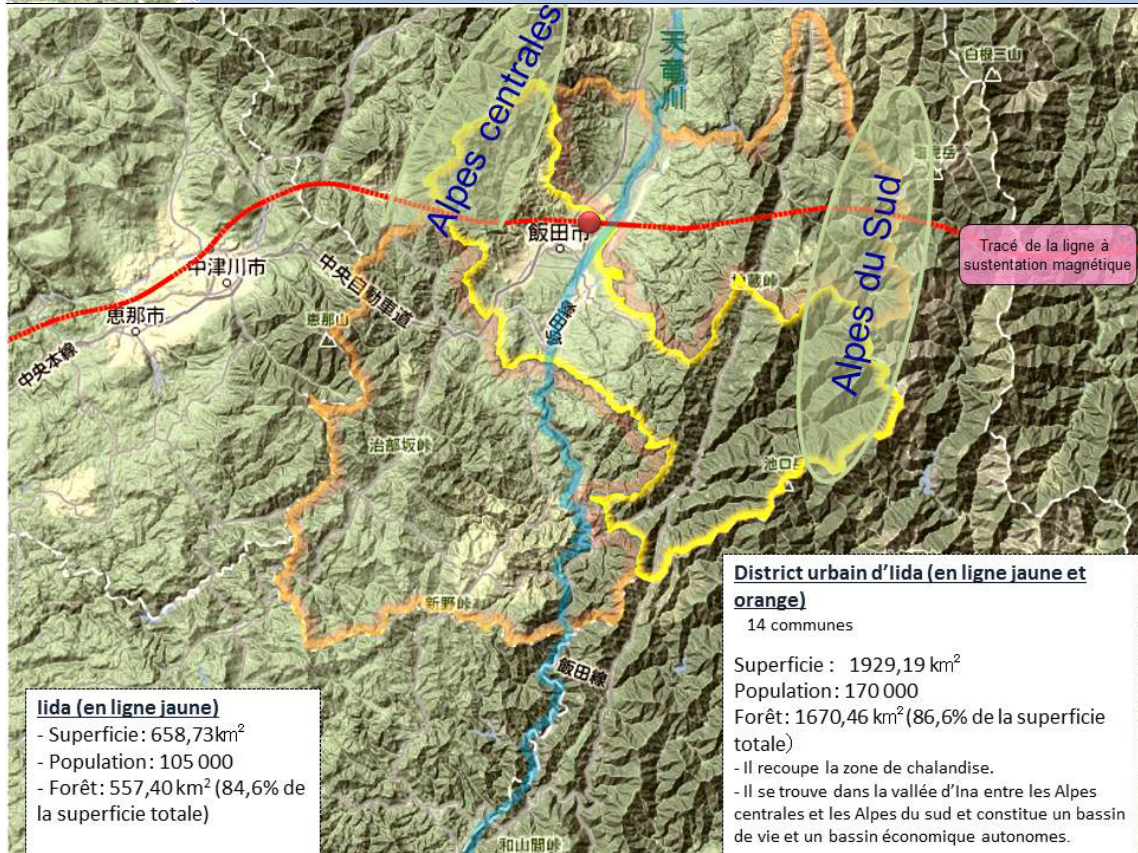 Alpes centrales
天竜川
白根三山
Alpes du Sud
Tracé de la ligne à
sustentation magnétique
飯田市
中津川市
中央自動車道
恵那市
恵那山
飯田線
中央本線
治部坂峠
池口岳
新野峠
飯田線
District urbain d'Iida (en ligne jaune et
orange)
14 communes
Superficie : 1929,19 km²
Population : 170 000
Forêt : 1670,46 km² (86,6% de la superficie
totale)
- Il recoupe la zone de chalandise.
- Il se trouve dans la vallée d'Ina entre les Alpes
centrales et les Alpes du sud et constitue un bassin
de vie et un bassin économique autonomes.
Iida (en ligne jaune)
- Superficie : 658,73km²
- Population : 105 000
- Forêt : 557,40 km² (84,6% de
la superficie totale)